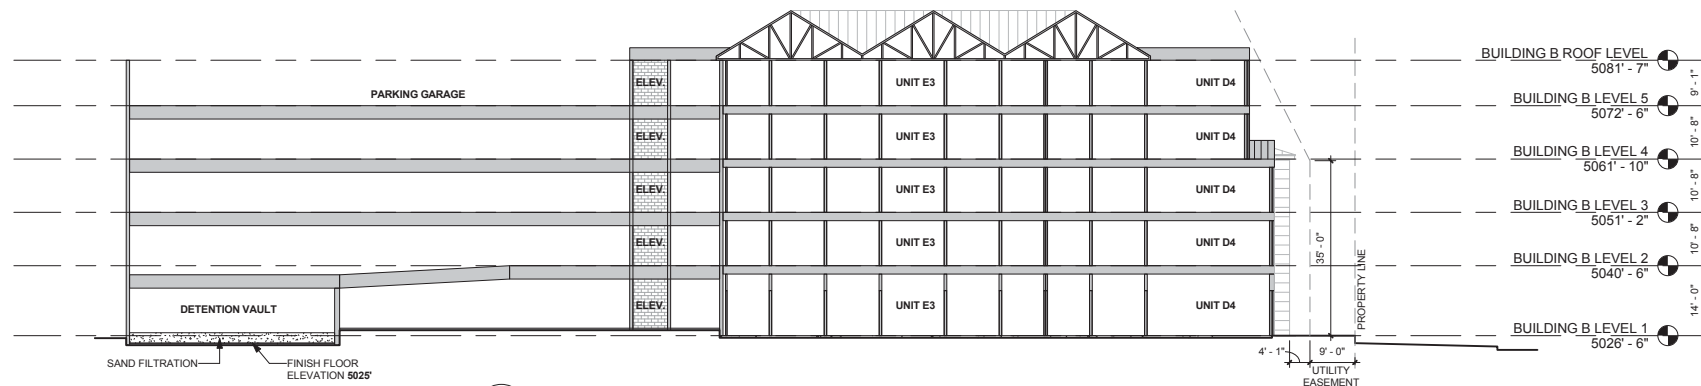 BUILDING B ROOF LEVEL
5081' - 7"
ELEV.
UNIT E3
UNIT D4
9' - 1"
PARKING GARAGE
BUILDING B LEVEL 5
5072' - 6"
ELEV.
UNIT E3
UNIT D4
10' - 8"
BUILDING B LEVEL 4
5061' - 10"
ELEV.
UNIT E3
UNIT D4
10' - 8"
BUILDING B LEVEL 3
5051' - 2"
ELEV.
UNIT E3
UNIT D4
35' - 0"
PROPERTY LINE
10' - 8"
BUILDING B LEVEL 2
5040' - 6"
DETENTION VAULT
ELEV.
UNIT E3
UNIT D4
14' - 0"
BUILDING B LEVEL 1
5026' - 6"
SAND FILTRATION
FINISH FLOOR
ELEVATION 5025'
4' - 1"
9' - 0"
UTILITY
EASEMENT